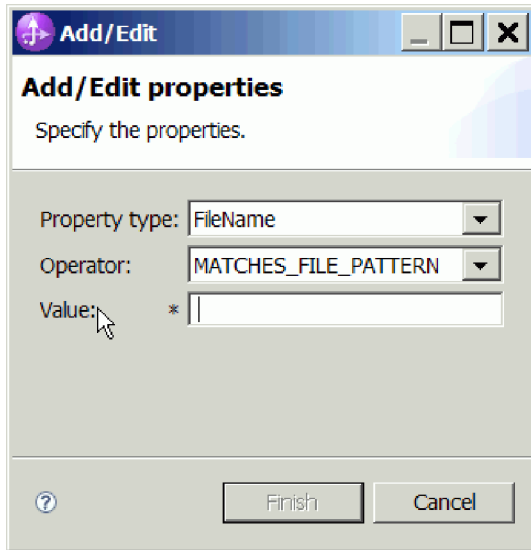 Add/Edit
Add/Edit properties
Specify the properties.
Property type: FileName
Operator: MATCHES_FILE_PATTERN
Value: *
? Finish Cancel